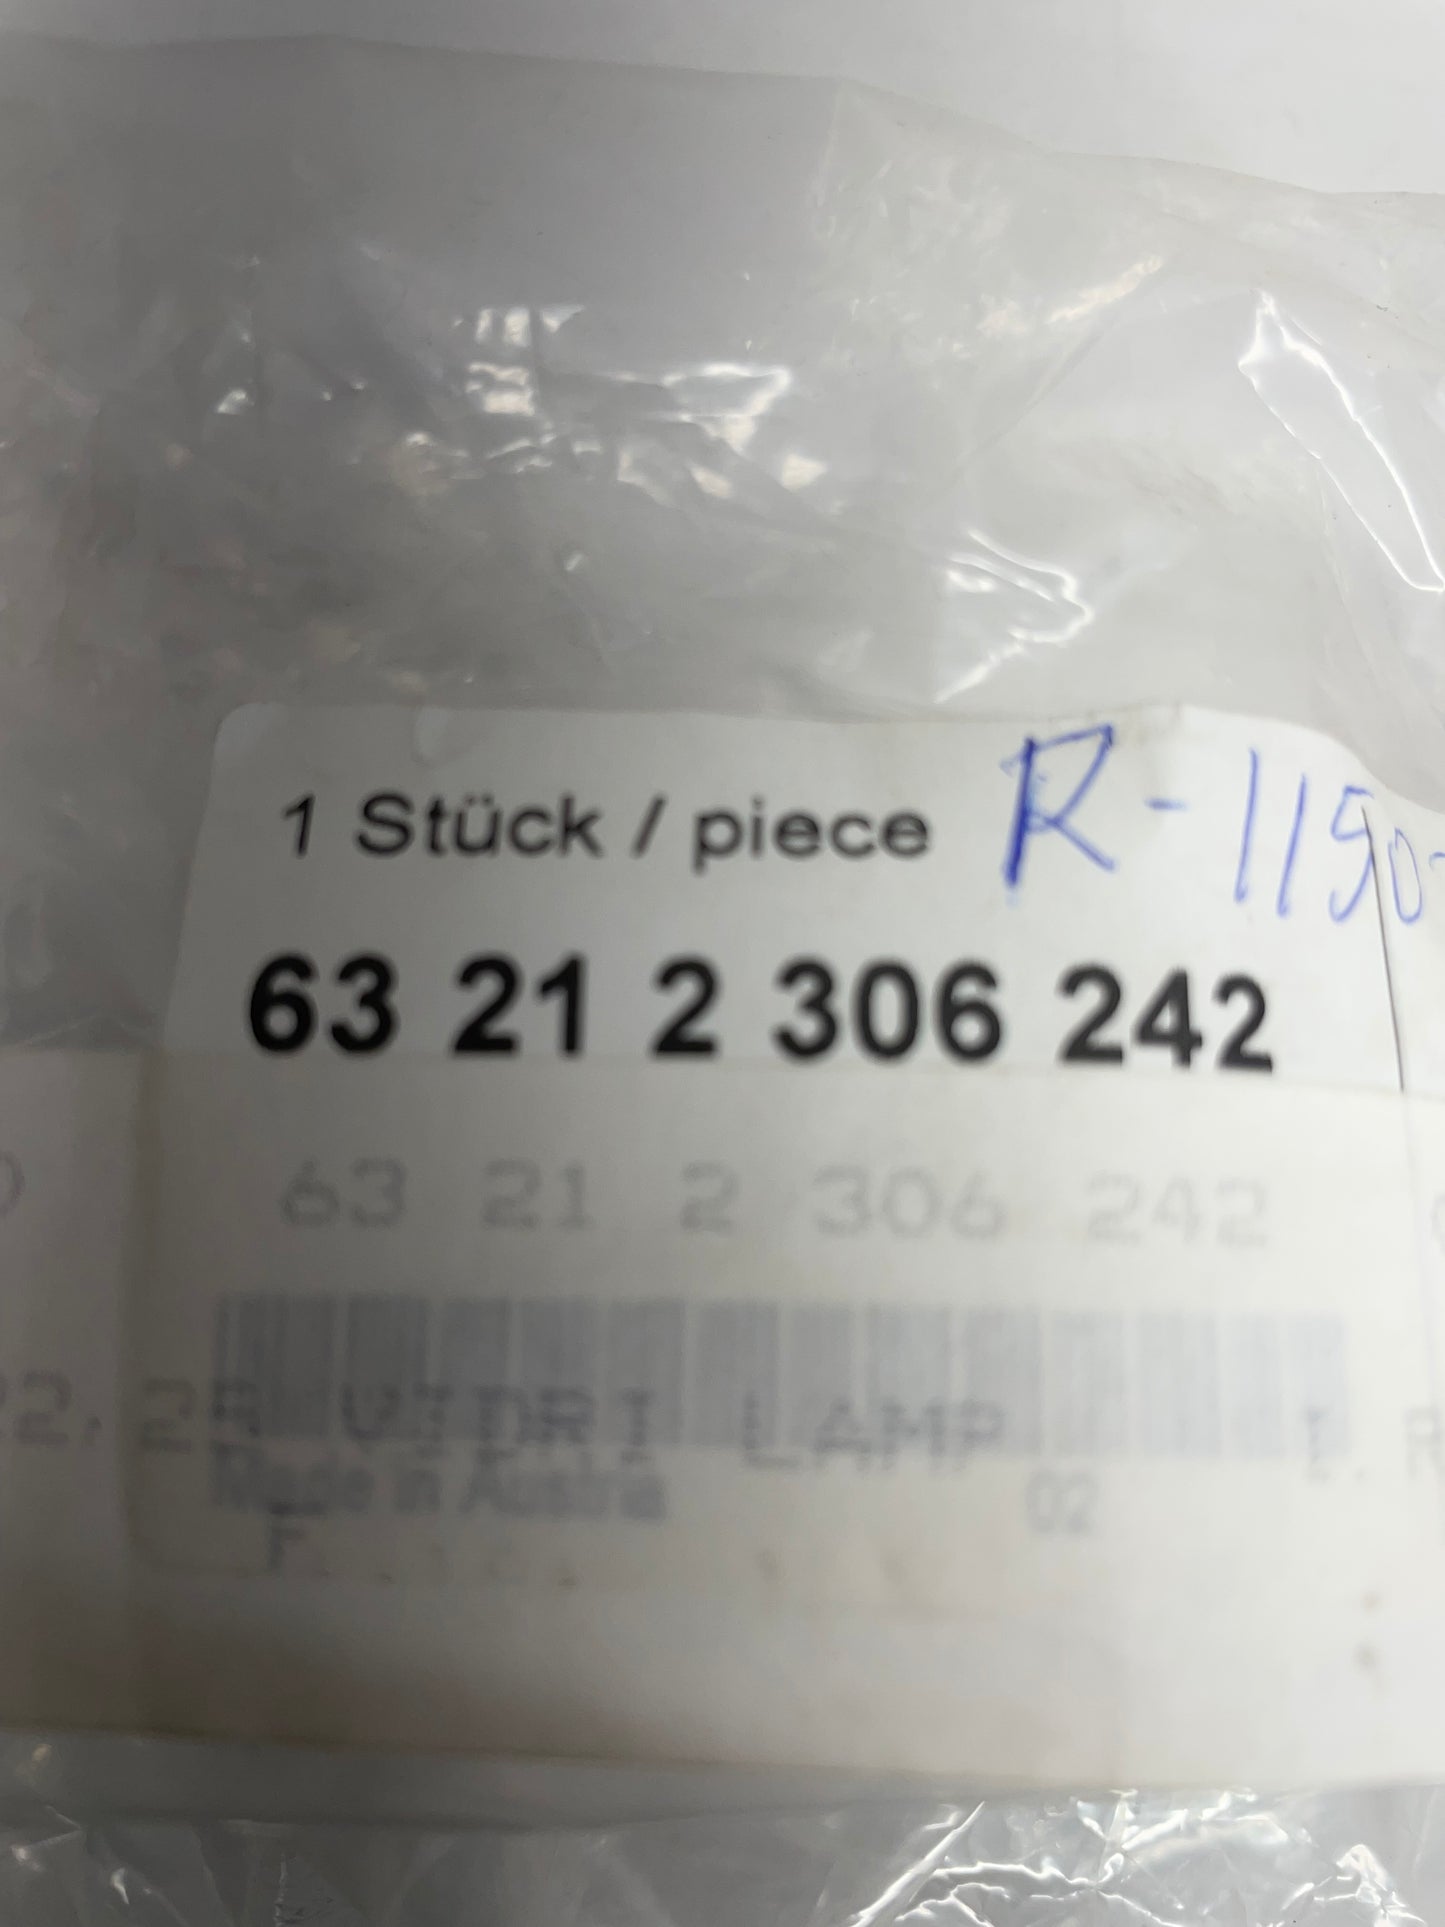 1 Stück / piece R-1150-
63 21 2 306 242
63 21 2 306 242
LAMP
Made in Austria 02